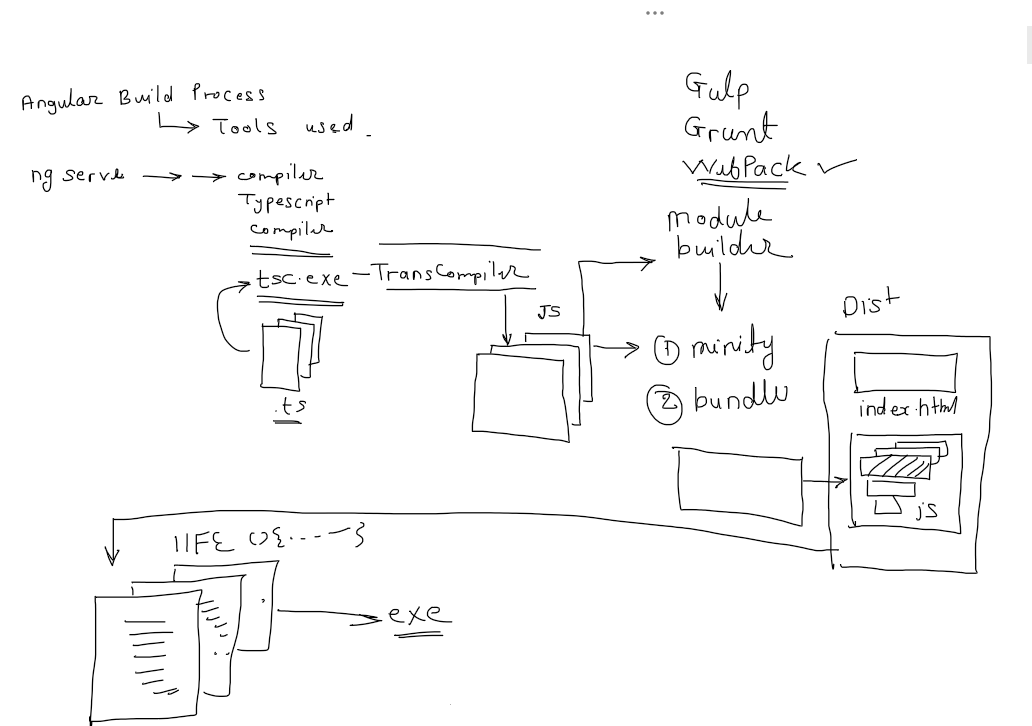 Angular Build Process
Tools used.
ng serve
compiler
Typescript
compiler
tsc.exe – TransCompiler
.ts
JS
Gulp
Grunt
WebPack
module
builder
① minify
② bundle
Dist
index.html
js
IIFE (){.....}
exe